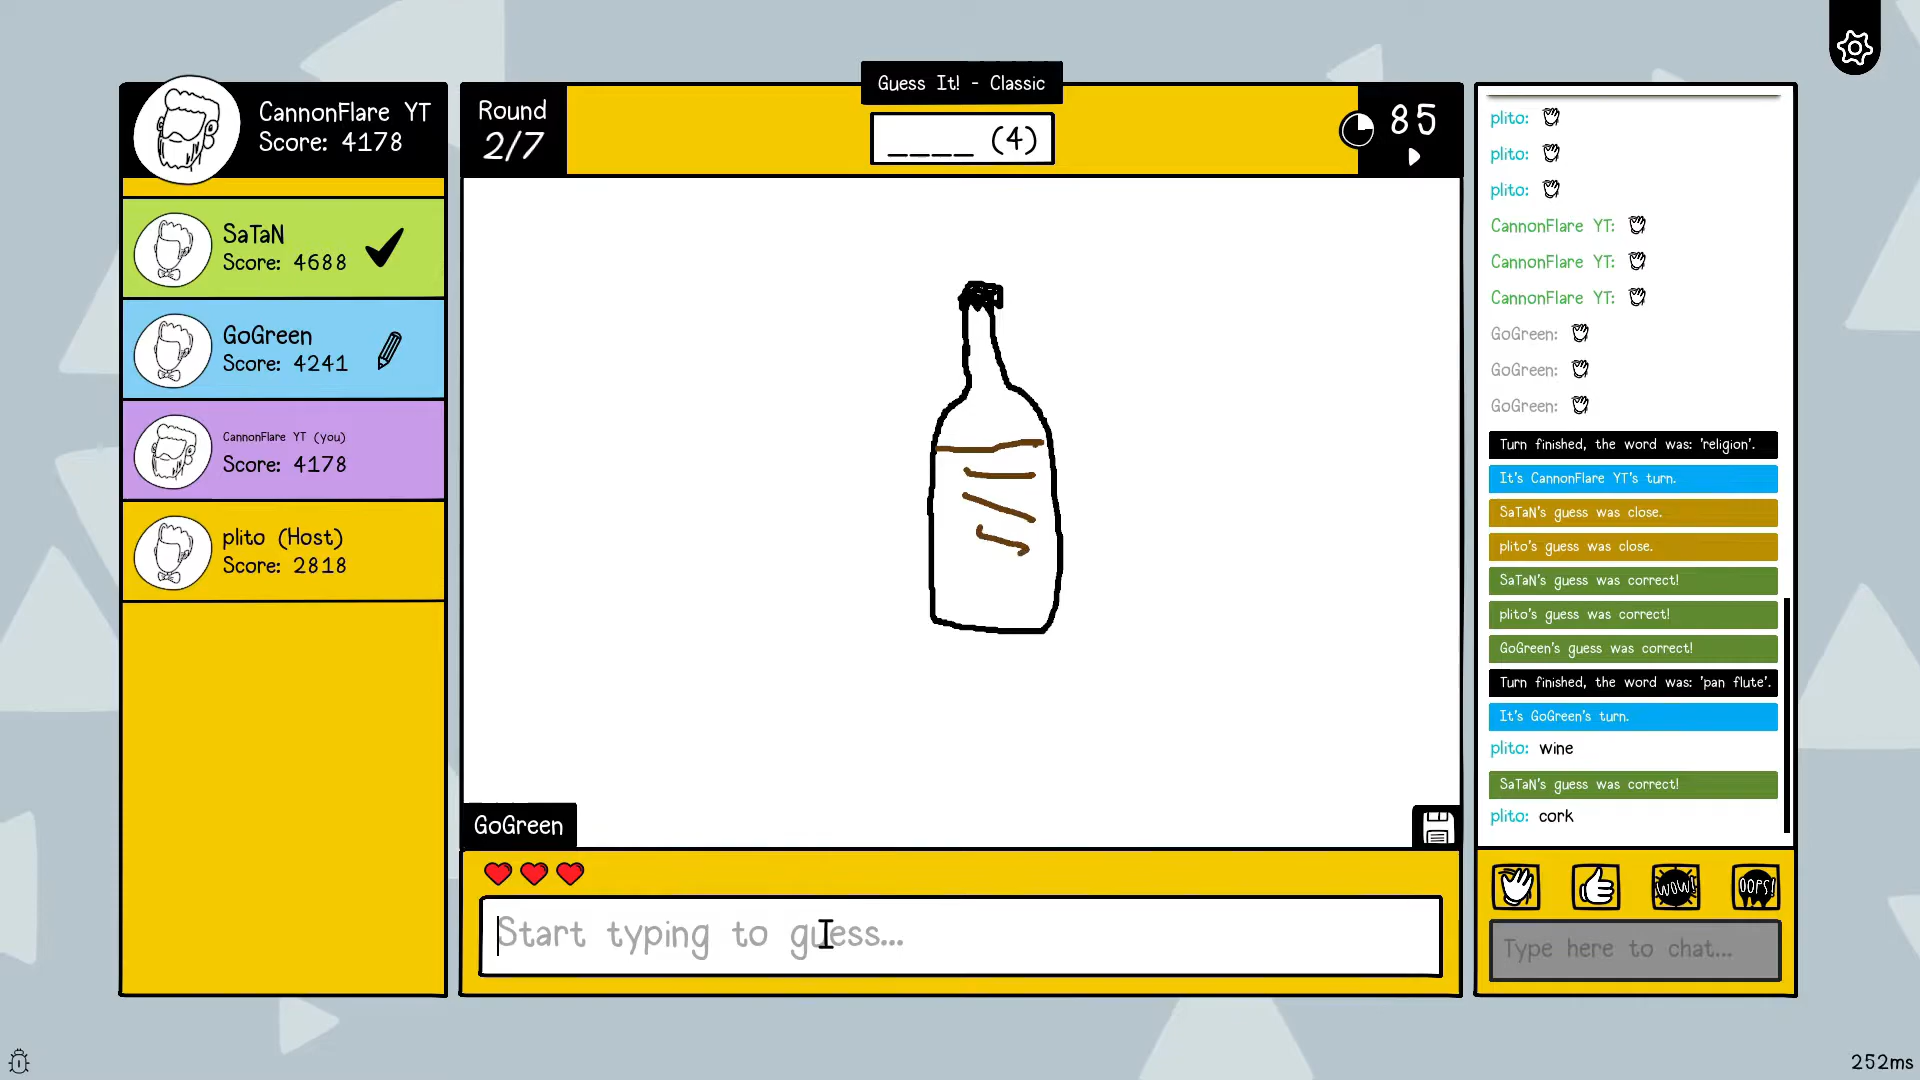 Guess It! - Classic
CannonFlare YT
Score: 4178
Round
2/7
____ (4)
85
SaTaN
Score: 4688
GoGreen
Score: 4241
CannonFlare YT (you)
Score: 4178
plito (Host)
Score: 2818
GoGreen
Start typing to guess...
plito:
plito:
plito:
CannonFlare YT:
CannonFlare YT:
CannonFlare YT:
GoGreen:
GoGreen:
GoGreen:
Turn finished, the word was: 'religion'.
It's CannonFlare YT's turn.
SaTaN's guess was close.
plito's guess was close.
SaTaN's guess was correct!
plito's guess was correct!
GoGreen's guess was correct!
Turn finished, the word was: 'pan flute'.
It's GoGreen's turn.
plito: wine
SaTaN's guess was correct!
plito: cork
WOW!
OOPS!
Type here to chat...
252ms